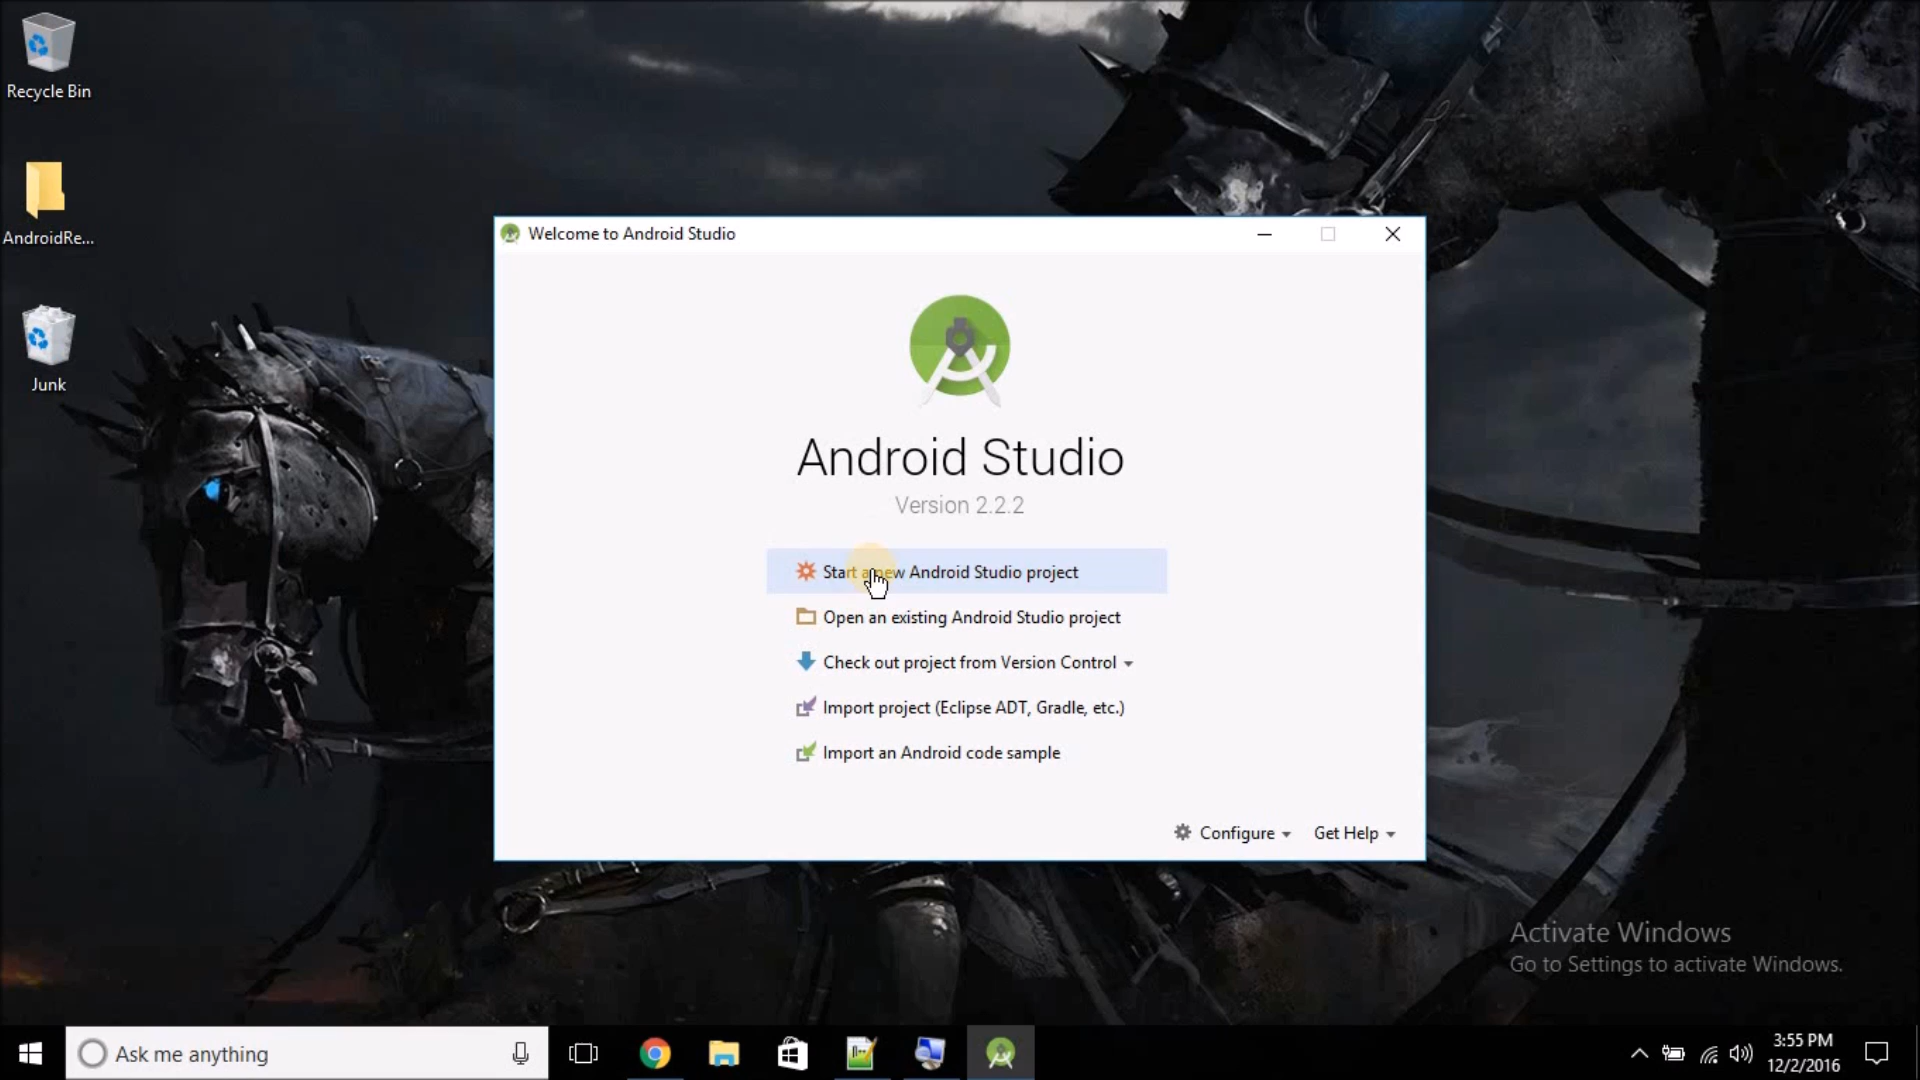 Recycle Bin
AndroidRe...
Junk
Welcome to Android Studio
Android Studio
Version 2.2.2
Start a new Android Studio project
Open an existing Android Studio project
Check out project from Version Control
Import project (Eclipse ADT, Gradle, etc.)
Import an Android code sample
Configure
Get Help
Activate Windows
Go to Settings to activate Windows.
Ask me anything
3:55 PM
12/2/2016